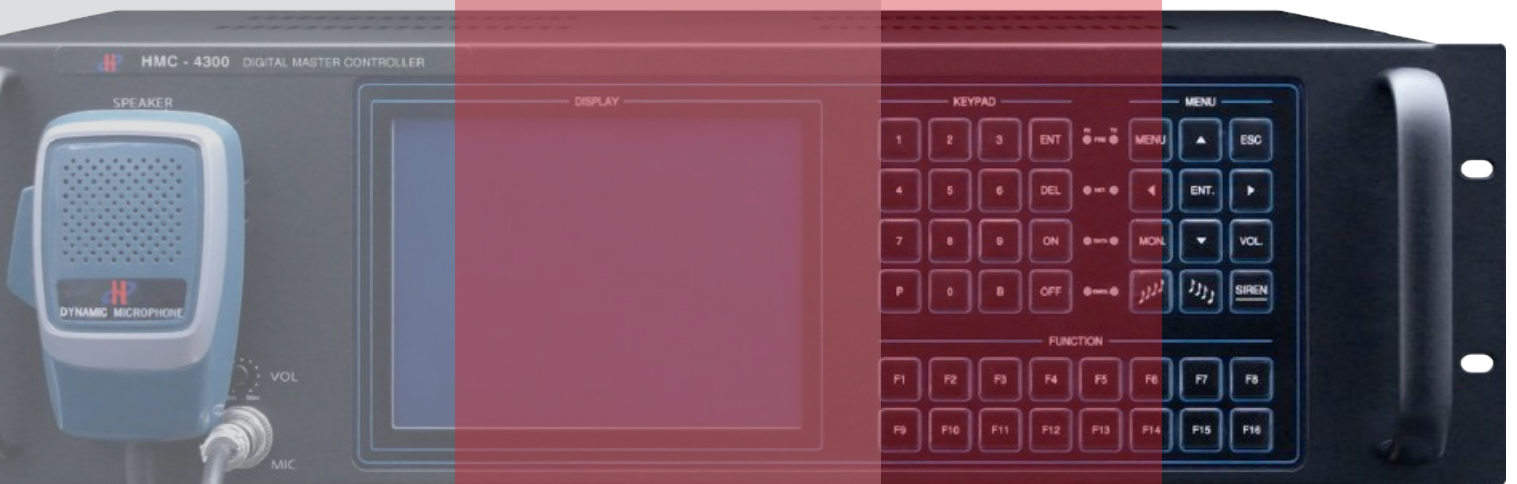 HMC - 4300 DIGITAL MASTER CONTROLLER
SPEAKER
DISPLAY
KEYPAD
MENU
1 2 3 ENT
MENU ESC
4 5 6 DEL
ENT.
7 8 9 ON
MON. VOL.
P 0 B OFF
SIREN
DYNAMIC MICROPHONE
FUNCTION
F1 F2 F3 F4 F5 F6 F7 F8
F9 F10 F11 F12 F13 F14 F15 F16
VOL
MIC